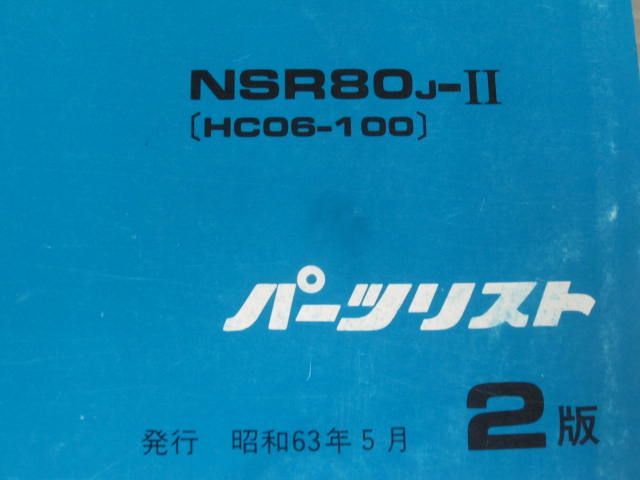 NSR80J-II
〔HC06-100〕
パーツリスト
2版
発行 昭和63年5月